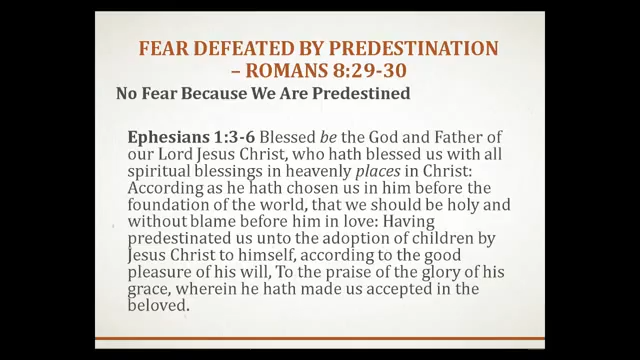 FEAR DEFEATED BY PREDESTINATION
– ROMANS 8:29-30
No Fear Because We Are Predestined
Ephesians 1:3-6 Blessed be the God and Father of
our Lord Jesus Christ, who hath blessed us with all
spiritual blessings in heavenly places in Christ:
According as he hath chosen us in him before the
foundation of the world, that we should be holy and
without blame before him in love: Having
predestinated us unto the adoption of children by
Jesus Christ to himself, according to the good
pleasure of his will, To the praise of the glory of his
grace, wherein he hath made us accepted in the
beloved.